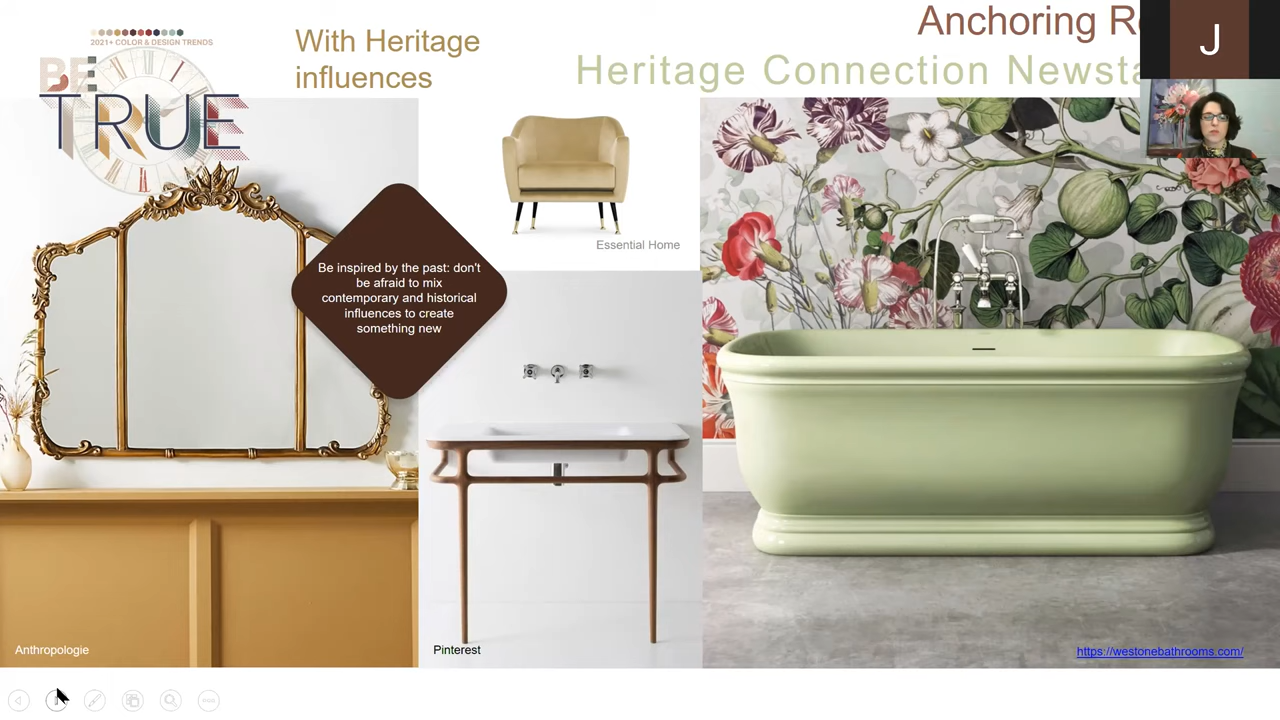 2021+ COLOR & DESIGN TRENDS
BE
TRUE
With Heritage
influences
Anchoring
Heritage Connection
J
Essential Home
Be inspired by the past: don't
be afraid to mix
contemporary and historical
influences to create
something new
Anthropologie
Pinterest
https://westonebathrooms.com/